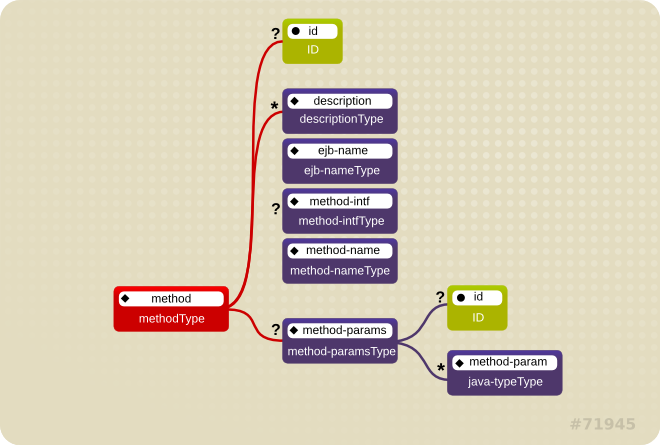 ? id
ID
* description
descriptionType
ejb-name
ejb-nameType
? method-intf
method-intfType
method-name
method-nameType
method
methodType
? method-params
method-paramsType
? id
ID
* method-param
java-typeType
#71945